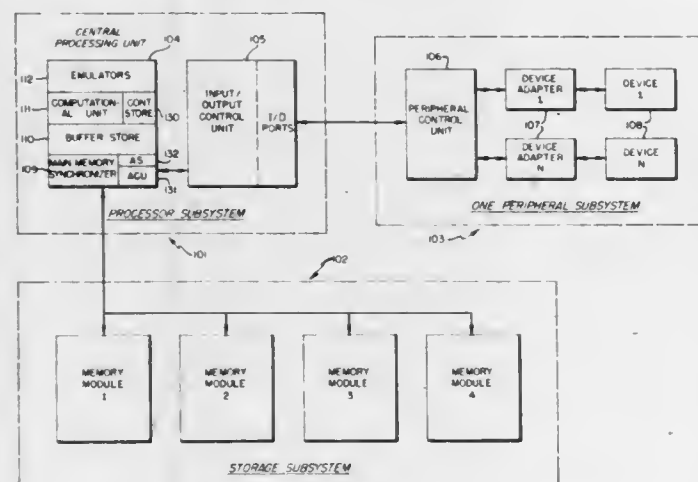 CENTRAL
PROCESSING UNIT
104
105
112
EMULATORS
111
COMPUTATION-
AL UNIT
CONT
STORE
130
110
BUFFER STORE
132
109
MAIN MEMORY
SYNCHRONIZER
AS
AGU
131
INPUT/
OUTPUT
CONTROL
UNIT
I/O
PORTS
PROCESSOR SUBSYSTEM
101
106
PERIPHERAL
CONTROL
UNIT
DEVICE
ADAPTER
1
DEVICE
1
107
108
DEVICE
ADAPTER
N
DEVICE
N
ONE PERIPHERAL SUBSYSTEM
103
102
MEMORY
MODULE
1
MEMORY
MODULE
2
MEMORY
MODULE
3
MEMORY
MODULE
4
STORAGE SUBSYSTEM